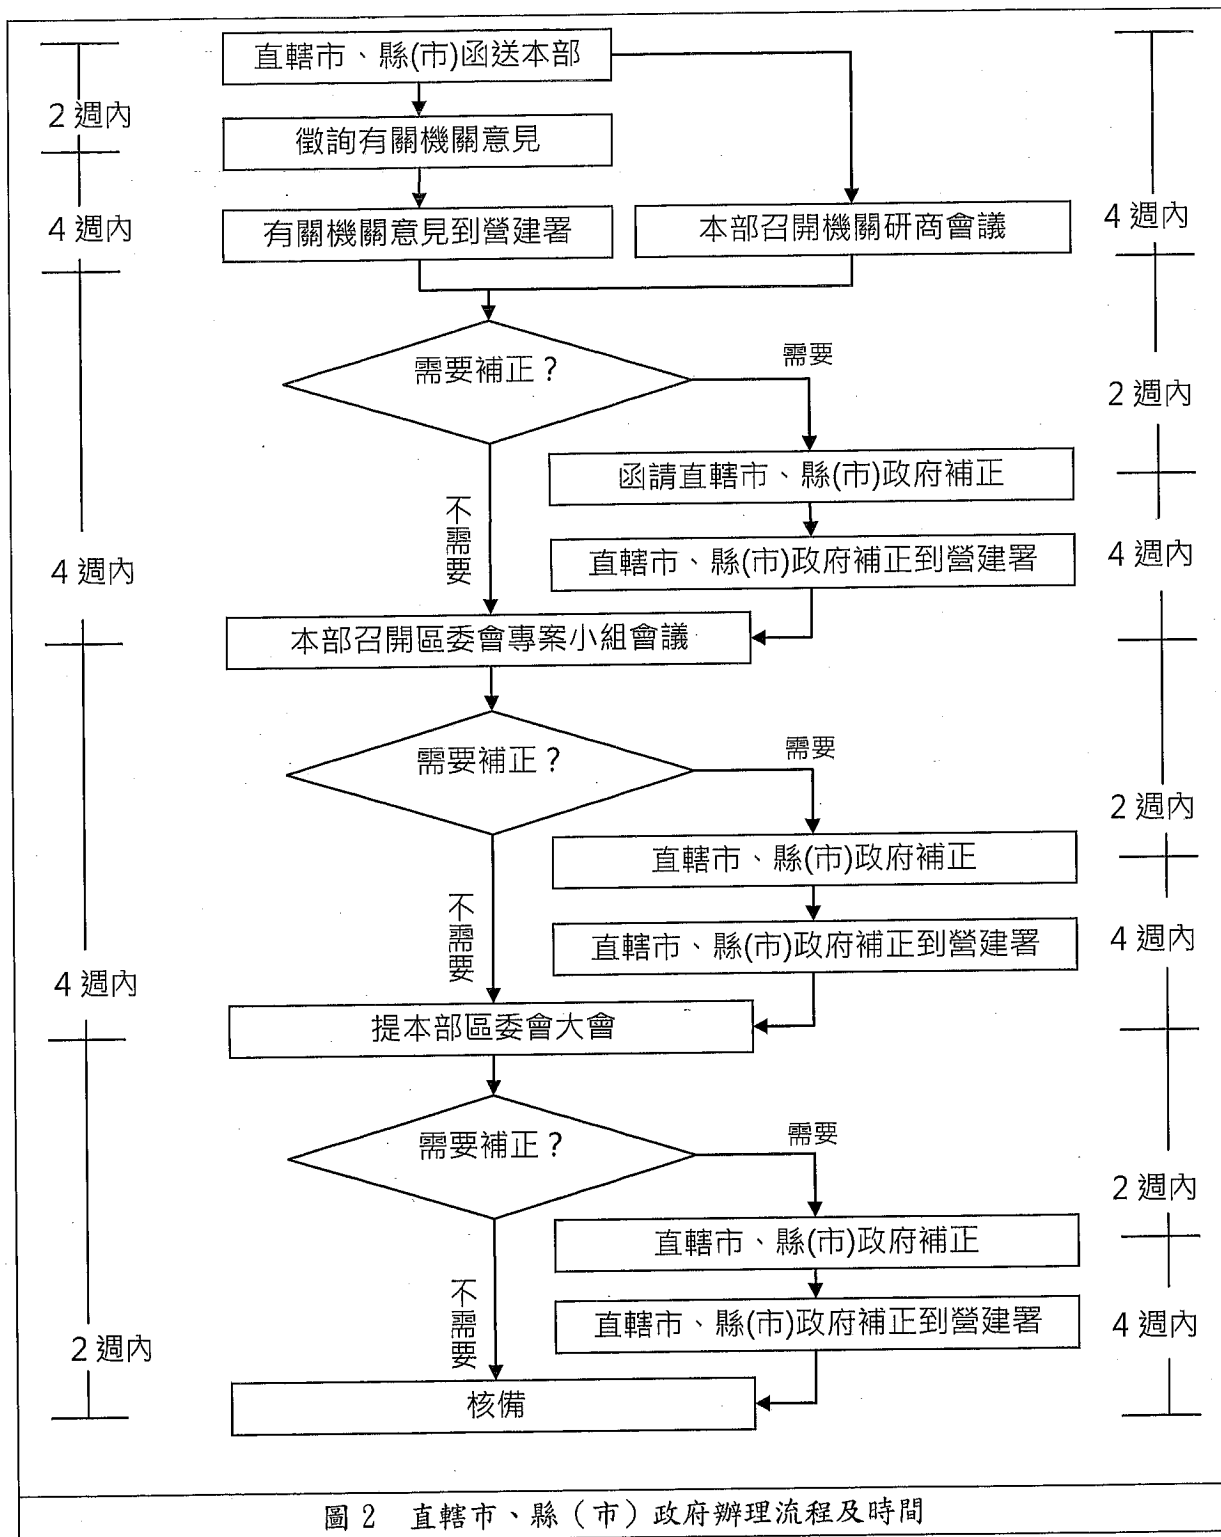 直轄市、縣(市)函送本部
2週內
徵詢有關機關意見
4週內
有關機關意見到營建署
本部召開機關研商會議
4週內
需要補正？
需要
2週內
函請直轄市、縣(市)政府補正
不需要
直轄市、縣(市)政府補正到營建署
4週內
4週內
本部召開區委會專案小組會議
需要補正？
需要
2週內
直轄市、縣(市)政府補正
不需要
直轄市、縣(市)政府補正到營建署
4週內
4週內
提本部區委會大會
需要補正？
需要
2週內
直轄市、縣(市)政府補正
不需要
直轄市、縣(市)政府補正到營建署
4週內
2週內
核備
圖 2 直轄市、縣（市）政府辦理流程及時間